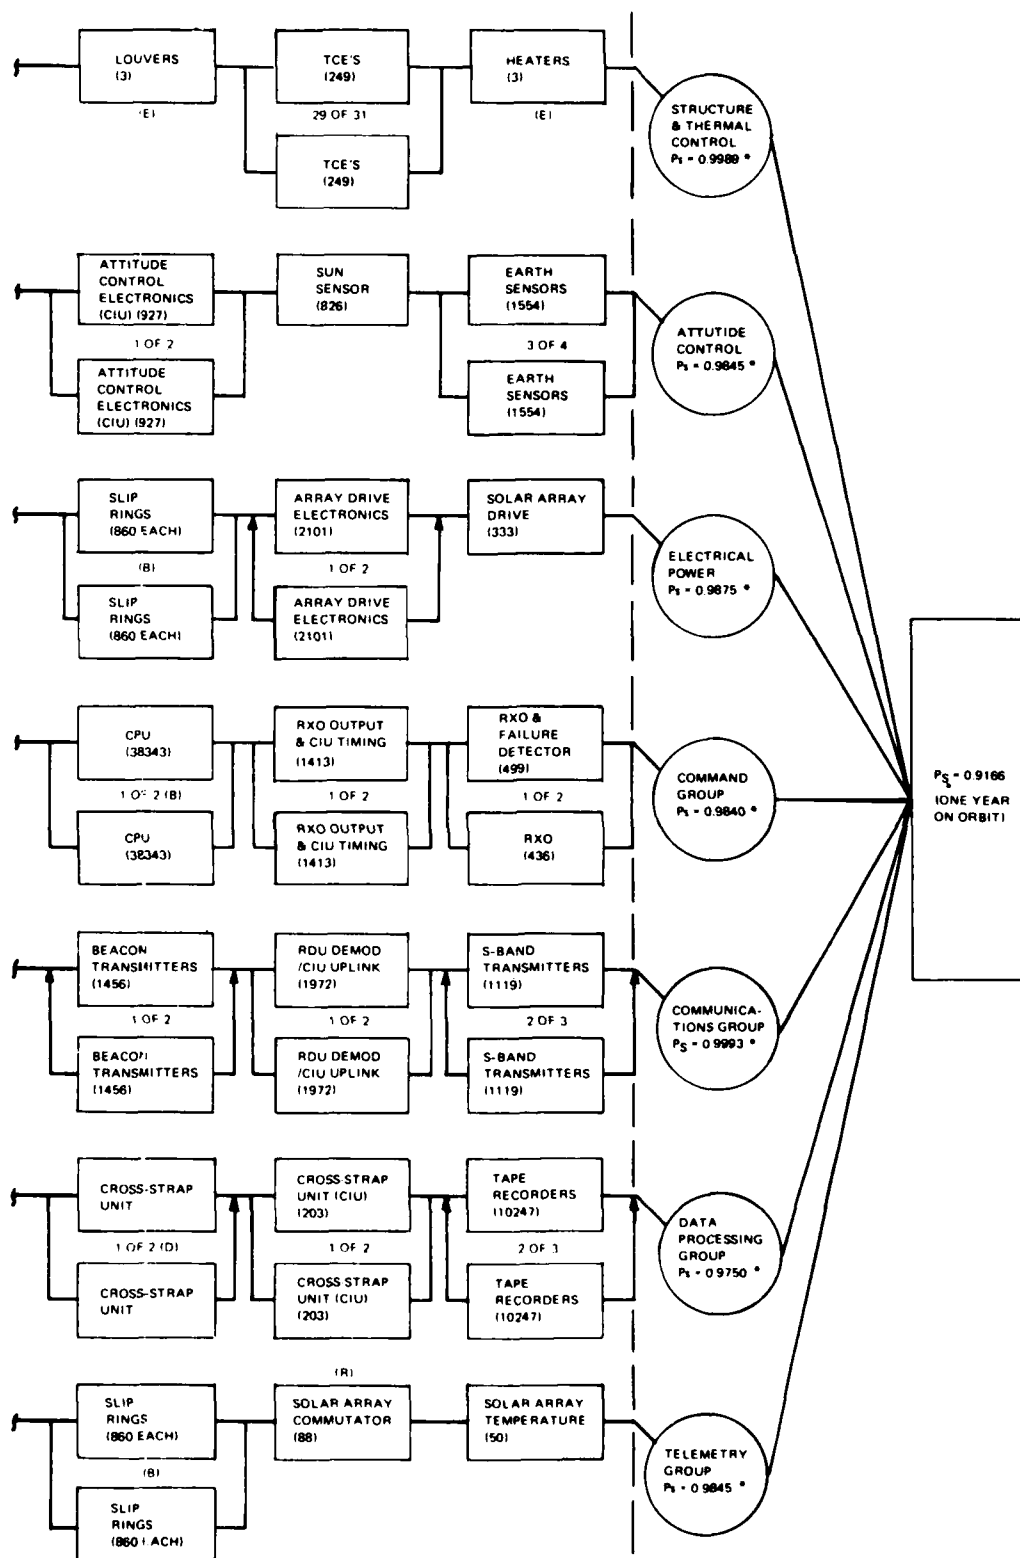 LOUVERS
(3)
(E)
TCE'S
(249)
29 OF 31
TCE'S
(249)
HEATERS
(3)
(E)
STRUCTURE
& THERMAL
CONTROL
Ps = 0.9989 *
ATTITUDE
CONTROL
ELECTRONICS
(CIU) (927)
1 OF 2
ATTITUDE
CONTROL
ELECTRONICS
(CIU) (927)
SUN
SENSOR
(826)
EARTH
SENSORS
(1554)
3 OF 4
EARTH
SENSORS
(1554)
ATTUTIDE
CONTROL
Ps = 0.9845 *
SLIP
RINGS
(860 EACH)
(B)
SLIP
RINGS
(860 EACH)
ARRAY DRIVE
ELECTRONICS
(2101)
1 OF 2
ARRAY DRIVE
ELECTRONICS
(2101)
SOLAR ARRAY
DRIVE
(333)
ELECTRICAL
POWER
Ps = 0.9875 *
CPU
(38343)
1 OF 2 (B)
CPU
(38343)
RXO OUTPUT
& CIU TIMING
(1413)
1 OF 2
RXO OUTPUT
& CIU TIMING
(1413)
RXO &
FAILURE
DETECTOR
(499)
1 OF 2
RXO
(436)
COMMAND
GROUP
Ps = 0.9840 *
PS = 0.9166
(ONE YEAR
ON ORBIT)
BEACON
TRANSMITTERS
(1456)
1 OF 2
BEACON
TRANSMITTERS
(1456)
RDU DEMOD
/CIU UPLINK
(1972)
1 OF 2
RDU DEMOD
/CIU UPLINK
(1972)
S-BAND
TRANSMITTERS
(1119)
2 OF 3
S-BAND
TRANSMITTERS
(1119)
COMMUNICA-
TIONS GROUP
PS = 0.9993 *
CROSS-STRAP
UNIT
1 OF 2 (D)
CROSS-STRAP
UNIT
CROSS-STRAP
UNIT (CIU)
(203)
1 OF 2
CROSS STRAP
UNIT (CIU)
(203)
TAPE
RECORDERS
(10247)
2 OF 3
TAPE
RECORDERS
(10247)
DATA
PROCESSING
GROUP
Ps = 0.9750 *
SLIP
RINGS
(860 EACH)
(B)
SLIP
RINGS
(860 EACH)
(R)
SOLAR ARRAY
COMMUTATOR
(88)
SOLAR ARRAY
TEMPERATURE
(50)
TELEMETRY
GROUP
Ps = 0.9845 *